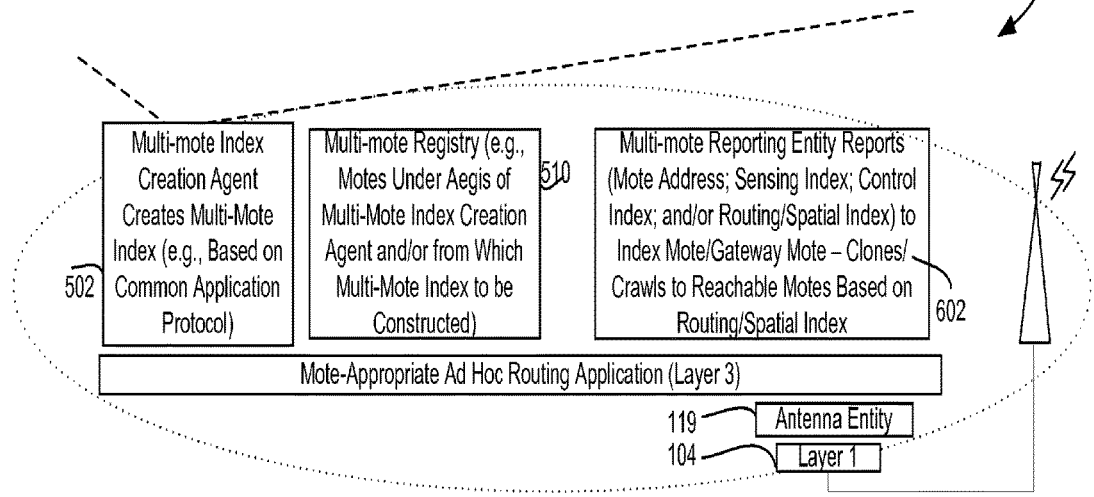 Multi-mote Index
Creation Agent
Creates Multi-Mote
Index (e.g., Based on
Common Application
Protocol)
502
Multi-mote Registry (e.g.,
Motes Under Aegis of
Multi-Mote Index Creation
Agent and/or from Which
Multi-Mote Index to be
Constructed)
510
Multi-mote Reporting Entity Reports
(Mote Address; Sensing Index; Control
Index; and/or Routing/Spatial Index) to
Index Mote/Gateway Mote – Clones/
Crawls to Reachable Motes Based on
Routing/Spatial Index
602
Mote-Appropriate Ad Hoc Routing Application (Layer 3)
119
Antenna Entity
104
Layer 1